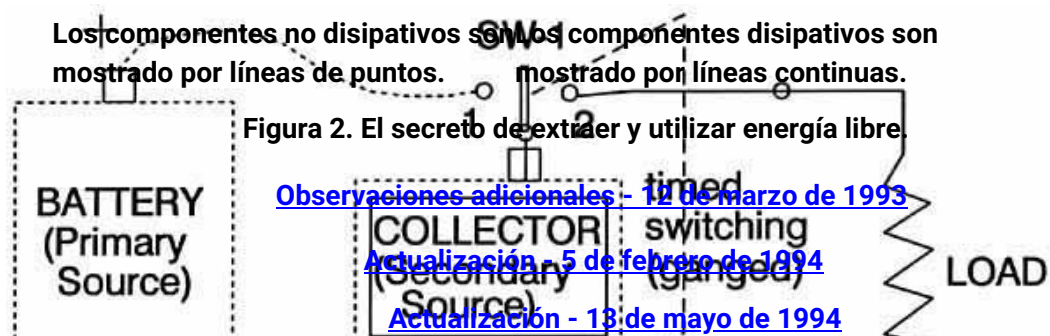 Los componentes no disipativos son
mostrado por líneas de puntos.
Los componentes disipativos son
mostrado por líneas continuas.
SW-1
+
1
2
Figura 2. El secreto de extraer y utilizar energía libre.
Observaciones adicionales - 12 de marzo de 1993
Actualización - 5 de febrero de 1994
Actualización - 13 de mayo de 1994
BATTERY
(Primary
Source)
COLLECTOR
(Secondary
Source)
timed
switching
(ganged)
LOAD